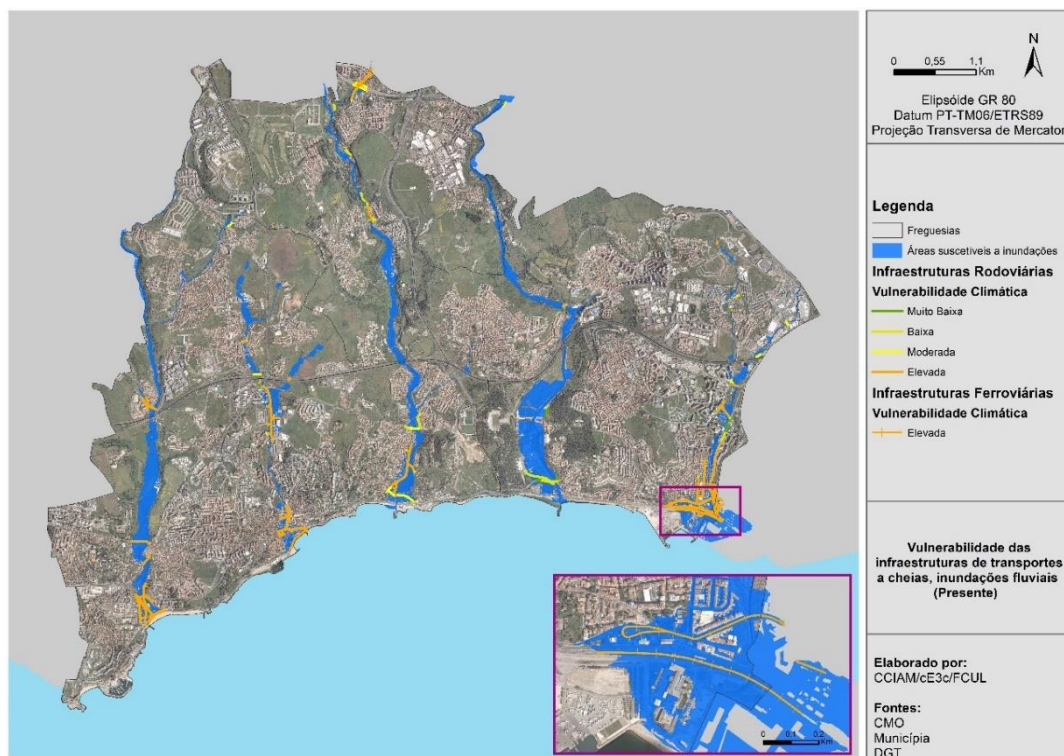 N
0 0,55 1,1
Km
Elipsóide GR 80
Datum PT-TM06/ETRS89
Projeção Transversa de Mercator
Legenda
Freguesias
Áreas suscetiveis a inundações
Infraestruturas Rodoviárias
Vulnerabilidade Climática
Muito Baixa
Baixa
Moderada
Elevada
Infraestruturas Ferroviárias
Vulnerabilidade Climática
Elevada
Vulnerabilidade das
infraestruturas de transportes
a cheias, inundações fluviais
(Presente)
Elaborado por:
CCIAM/cE3c/FCUL
Fontes:
CMO
Município
DGT
0 0.1 0.2
Km